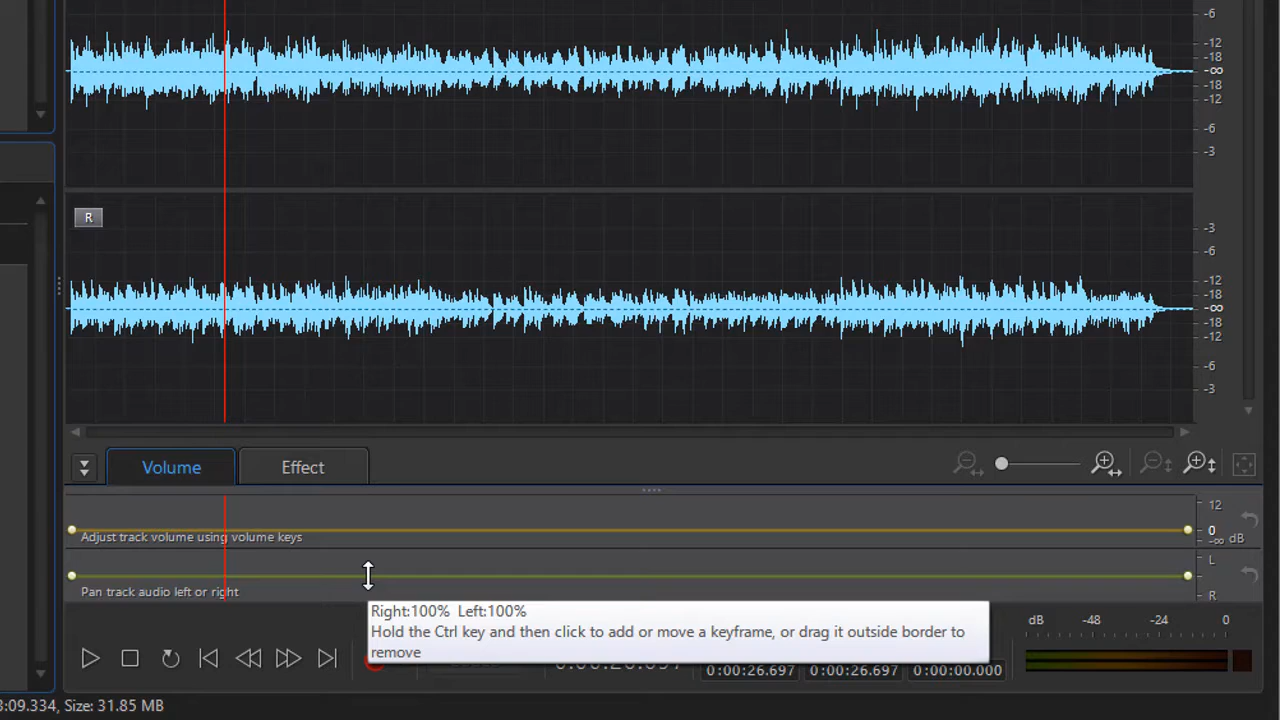 -6
-12
-∞
-18
-12
-6
-3
R
-3
-6
-12
-18
-∞
-18
-12
-6
-3
Volume
Effect
12
0
-∞ dB
Adjust track volume using volume keys
L
R
Pan track audio left or right
Right:100% Left:100%
Hold the Ctrl key and then click to add or move a keyframe, or drag it outside border to
remove
dB -48 -24 0
0:00:26.697 0:00:26.697 0:00:00.000
3:09.334, Size: 31.85 MB